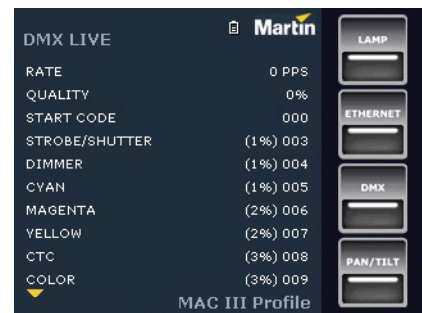 DMX LIVE
Martin
RATE 0 PPS
QUALITY 0%
START CODE 000
STROBE/SHUTTER (1%) 003
DIMMER (1%) 004
CYAN (1%) 005
MAGENTA (2%) 006
YELLOW (2%) 007
CTC (3%) 008
COLOR (3%) 009
MAC III Profile
LAMP
ETHERNET
DMX
PAN/TILT